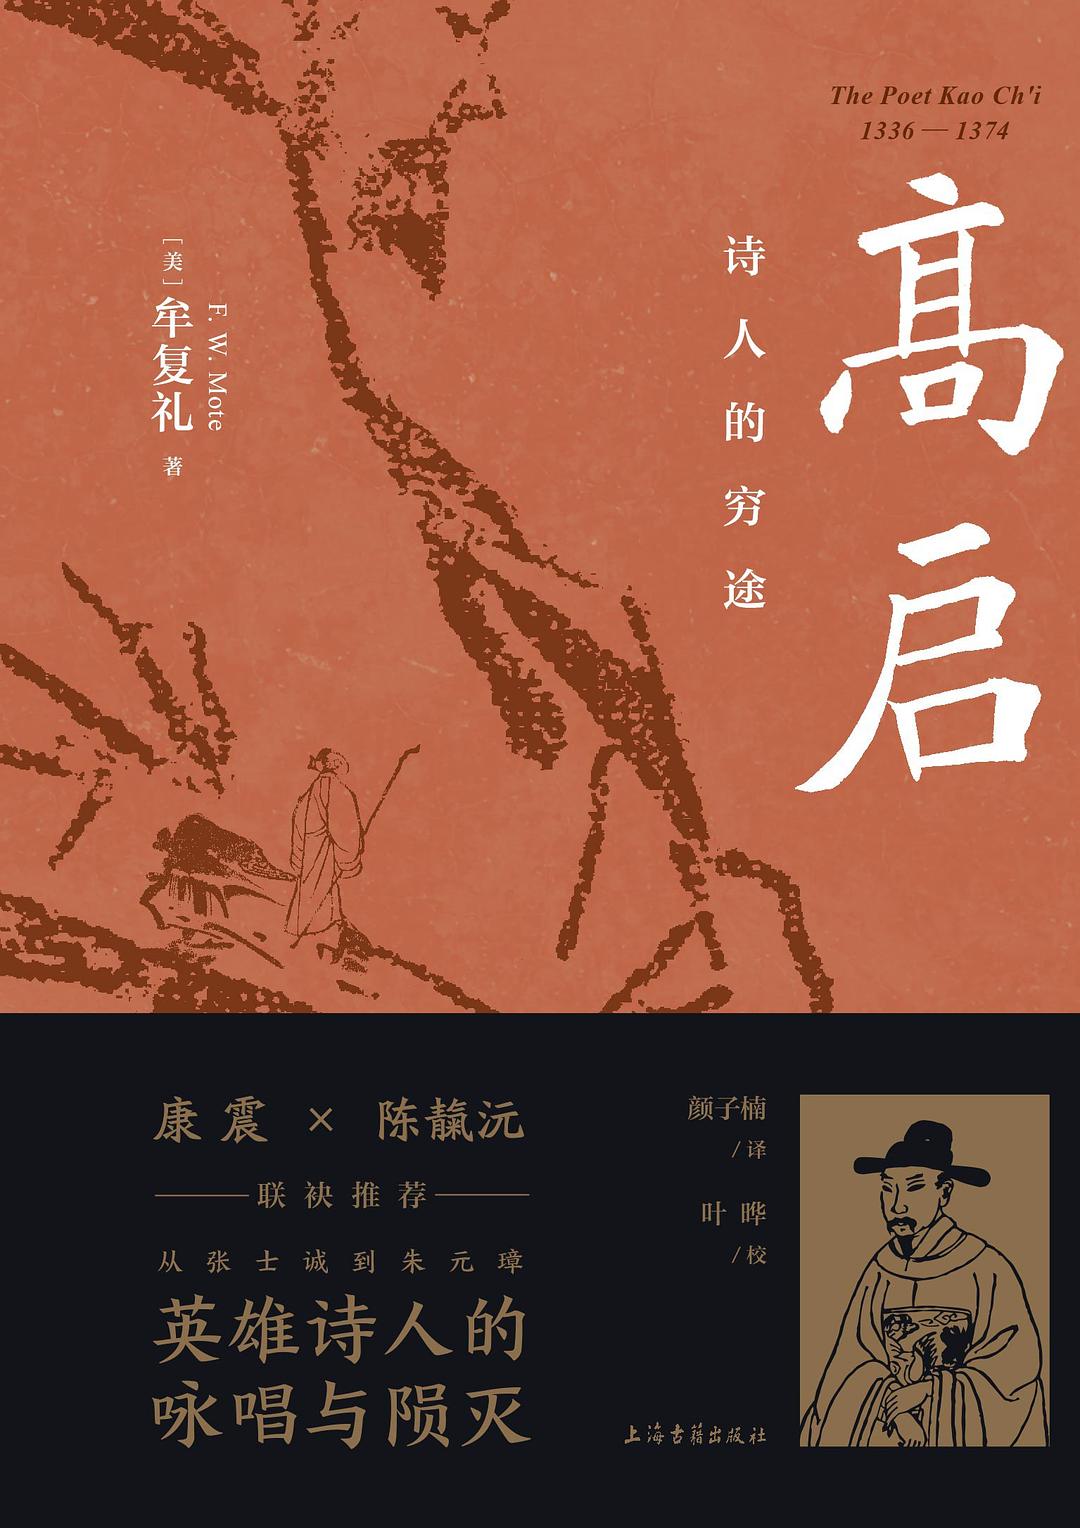 The Poet Kao Ch'i
1336 — 1374
高启
诗人的穷途
F. W. Mote
［美］牟复礼 著
康震 × 陈靝沅
联袂推荐
从张士诚到朱元璋
英雄诗人的
咏唱与陨灭
颜子楠
/ 译
叶晔
/ 校
上海古籍出版社